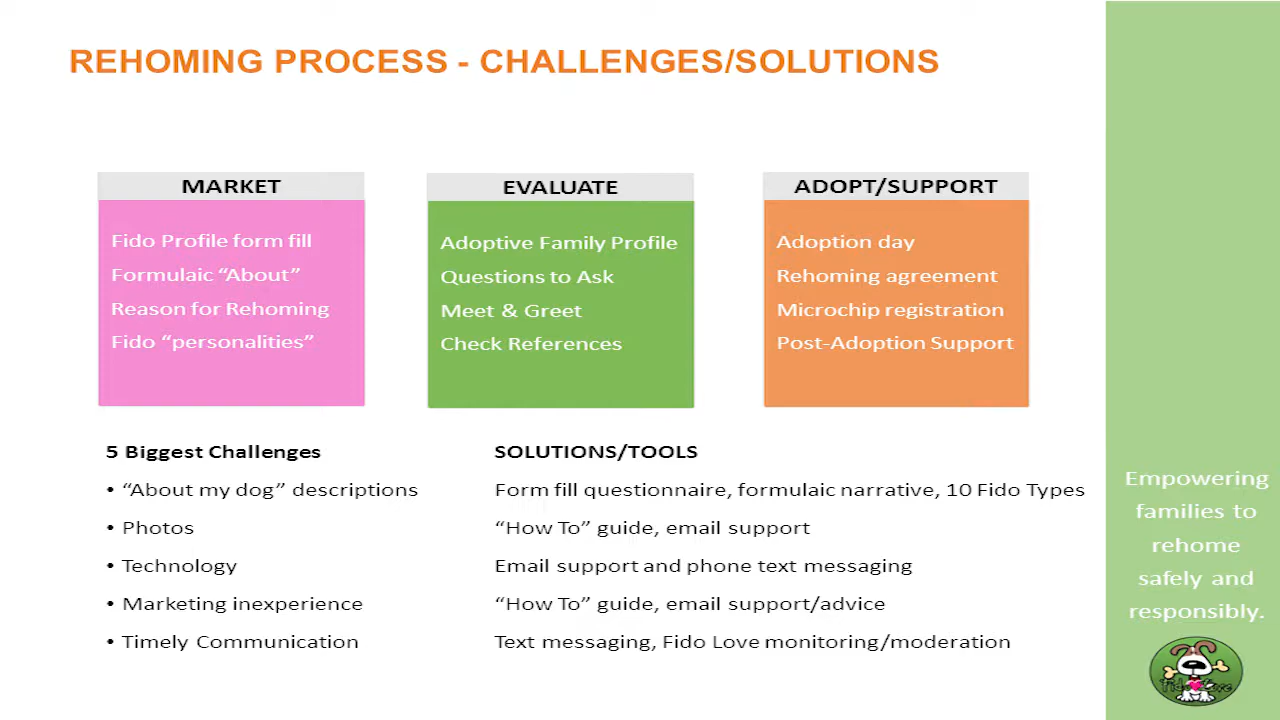 REHOMING PROCESS - CHALLENGES/SOLUTIONS
MARKET
Fido Profile form fill
Formulaic “About”
Reason for Rehoming
Fido “personalities”
EVALUATE
Adoptive Family Profile
Questions to Ask
Meet & Greet
Check References
ADOPT/SUPPORT
Adoption day
Rehoming agreement
Microchip registration
Post-Adoption Support
5 Biggest Challenges
• “About my dog” descriptions
• Photos
• Technology
• Marketing inexperience
• Timely Communication
SOLUTIONS/TOOLS
Form fill questionnaire, formulaic narrative, 10 Fido Types
“How To” guide, email support
Email support and phone text messaging
“How To” guide, email support/advice
Text messaging, Fido Love monitoring/moderation
Empowering
families to
rehome
safely and
responsibly.
Fido Love